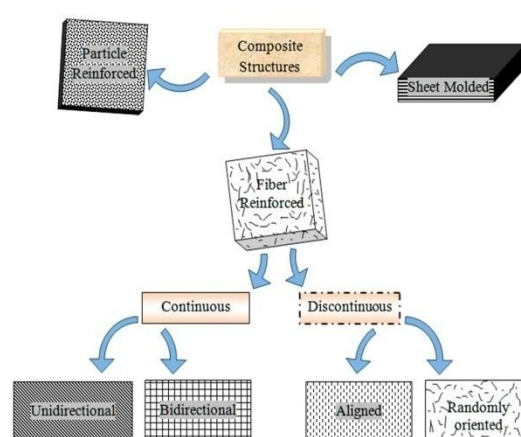 Particle
Reinforced
Composite
Structures
Sheet Molded
Fiber
Reinforced
Continuous
Discontinuous
Unidirectional
Bidirectional
Aligned
Randomly
oriented